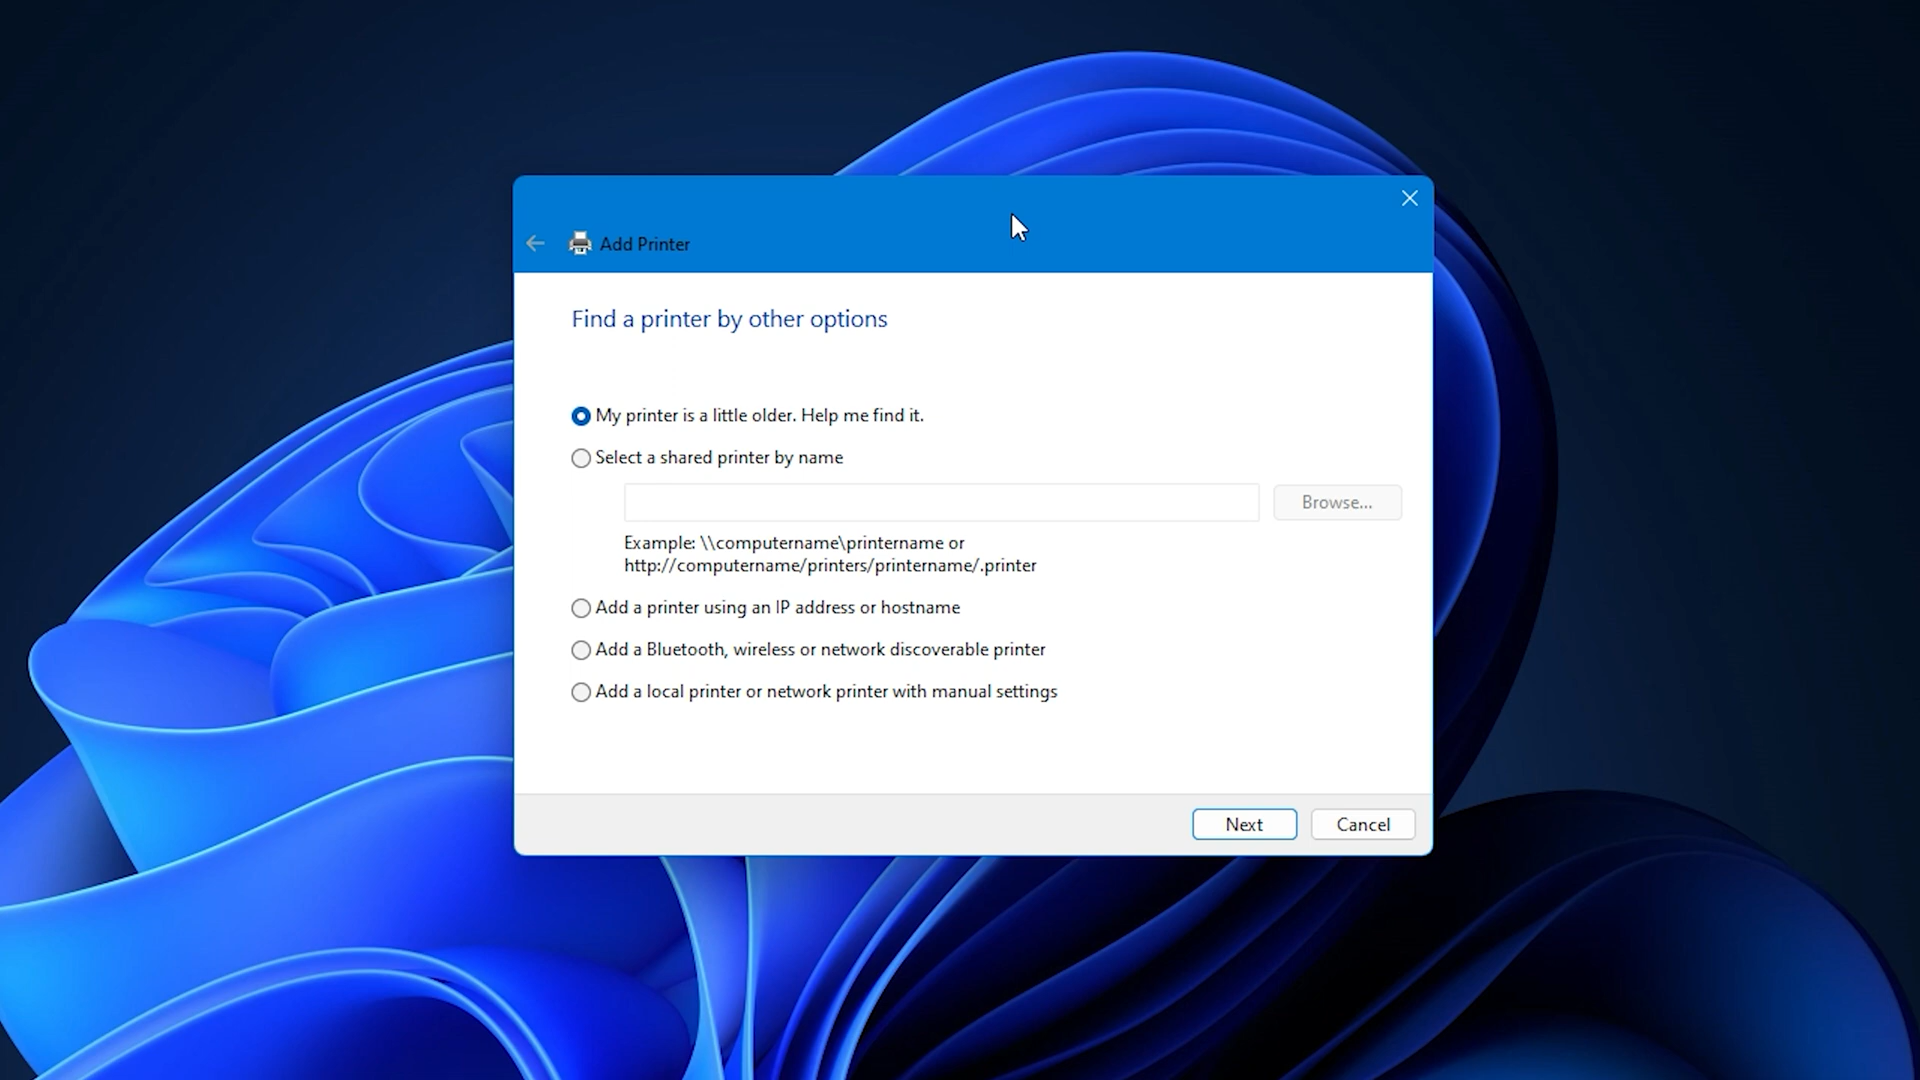 Add Printer
Find a printer by other options
My printer is a little older. Help me find it.
Select a shared printer by name
Browse...
Example: \\computername\printername or
http://computername/printers/printername/.printer
Add a printer using an IP address or hostname
Add a Bluetooth, wireless or network discoverable printer
Add a local printer or network printer with manual settings
Next
Cancel